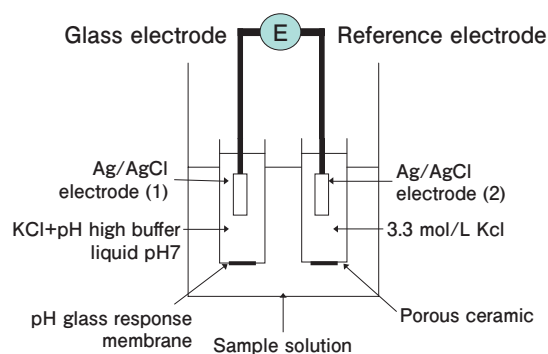 Glass electrode
E
Reference electrode
Ag/AgCl
electrode (1)
Ag/AgCl
electrode (2)
KCl+pH high buffer
liquid pH7
3.3 mol/L Kcl
pH glass response
membrane
Sample solution
Porous ceramic